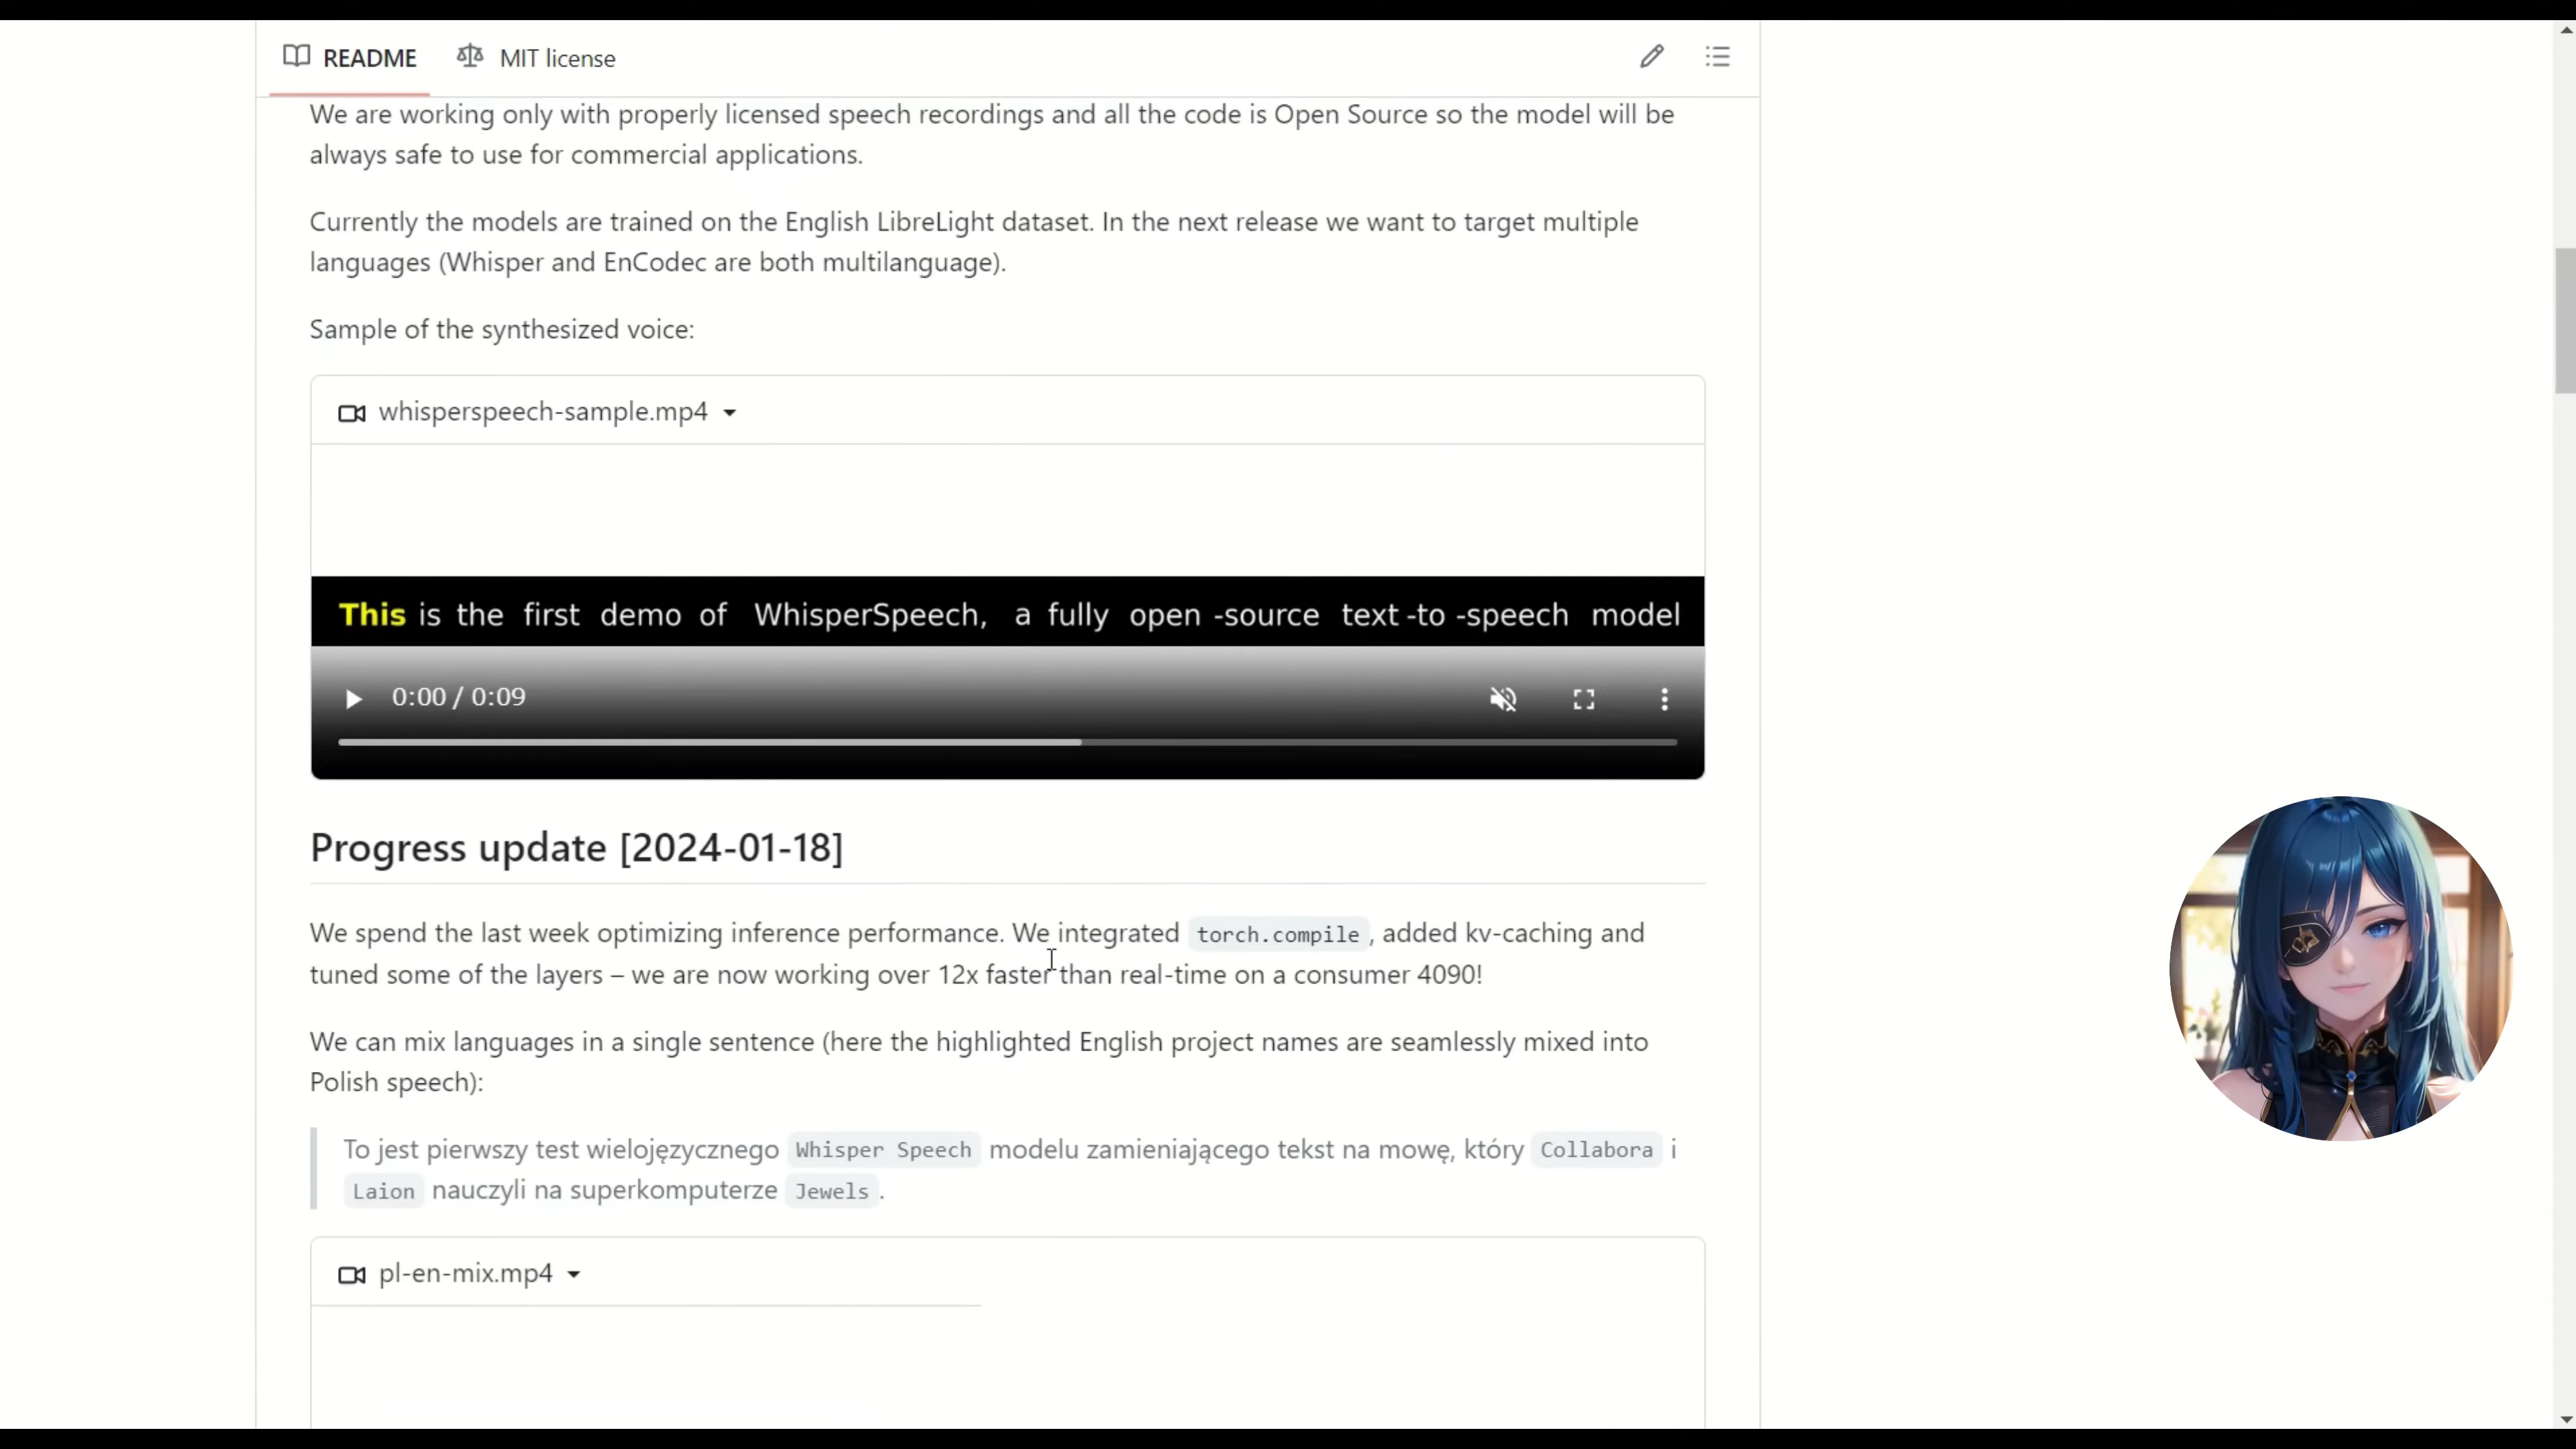 README MIT license
We are working only with properly licensed speech recordings and all the code is Open Source so the model will be
always safe to use for commercial applications.
Currently the models are trained on the English LibreLight dataset. In the next release we want to target multiple
languages (Whisper and EnCodec are both multilanguage).
Sample of the synthesized voice:
whisperspeech-sample.mp4
This is the first demo of WhisperSpeech, a fully open -source text -to -speech model
0:00 / 0:09
Progress update [2024-01-18]
We spend the last week optimizing inference performance. We integrated torch.compile, added kv-caching and
tuned some of the layers – we are now working over 12x faster than real-time on a consumer 4090!
We can mix languages in a single sentence (here the highlighted English project names are seamlessly mixed into
Polish speech):
To jest pierwszy test wielojęzycznego Whisper Speech modelu zamieniającego tekst na mowę, który Collabora i
Laion nauczyli na superkomputerze Jewels.
pl-en-mix.mp4